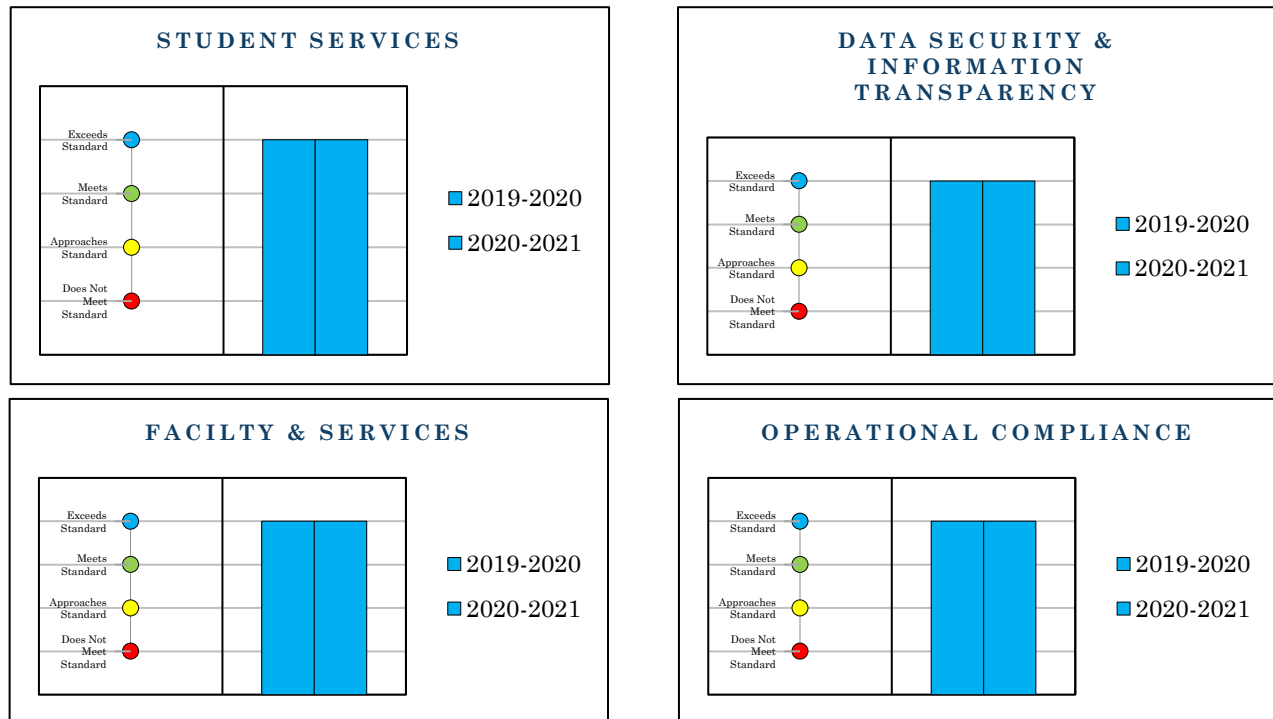 STUDENT SERVICES
Exceeds
Standard
Meets
Standard
Approaches
Standard
Does Not
Meet
Standard
2019-2020
2020-2021
DATA SECURITY &
INFORMATION
TRANSPARENCY
Exceeds
Standard
Meets
Standard
Approaches
Standard
Does Not
Meet
Standard
2019-2020
2020-2021
FACILTY & SERVICES
Exceeds
Standard
Meets
Standard
Approaches
Standard
Does Not
Meet
Standard
2019-2020
2020-2021
OPERATIONAL COMPLIANCE
Exceeds
Standard
Meets
Standard
Approaches
Standard
Does Not
Meet
Standard
2019-2020
2020-2021